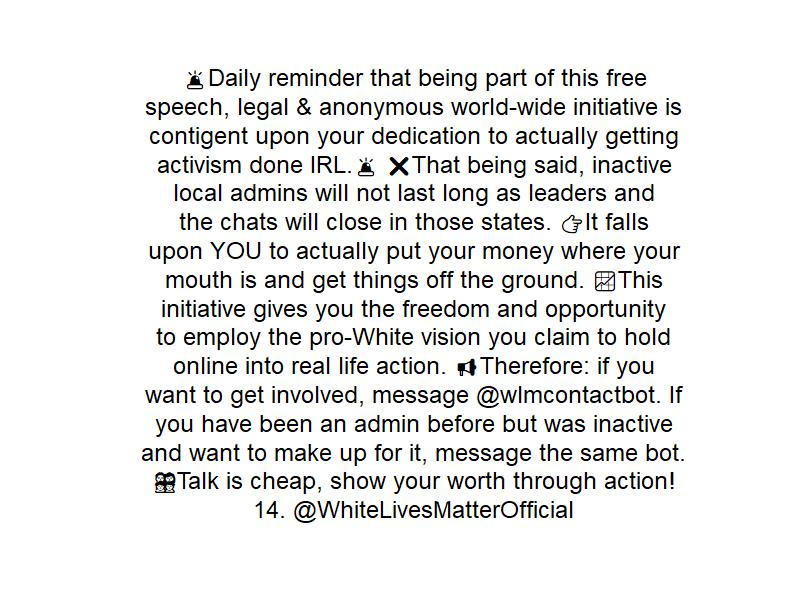 🚨Daily reminder that being part of this free
speech, legal & anonymous world-wide initiative is
contigent upon your dedication to actually getting
activism done IRL.🚨 ❌That being said, inactive
local admins will not last long as leaders and
the chats will close in those states. 👉It falls
upon YOU to actually put your money where your
mouth is and get things off the ground. 📈This
initiative gives you the freedom and opportunity
to employ the pro-White vision you claim to hold
online into real life action. 📢Therefore: if you
want to get involved, message @wlmcontactbot. If
you have been an admin before but was inactive
and want to make up for it, message the same bot.
👨‍👩‍👧‍👦Talk is cheap, show your worth through action!
14. @WhiteLivesMatterOfficial